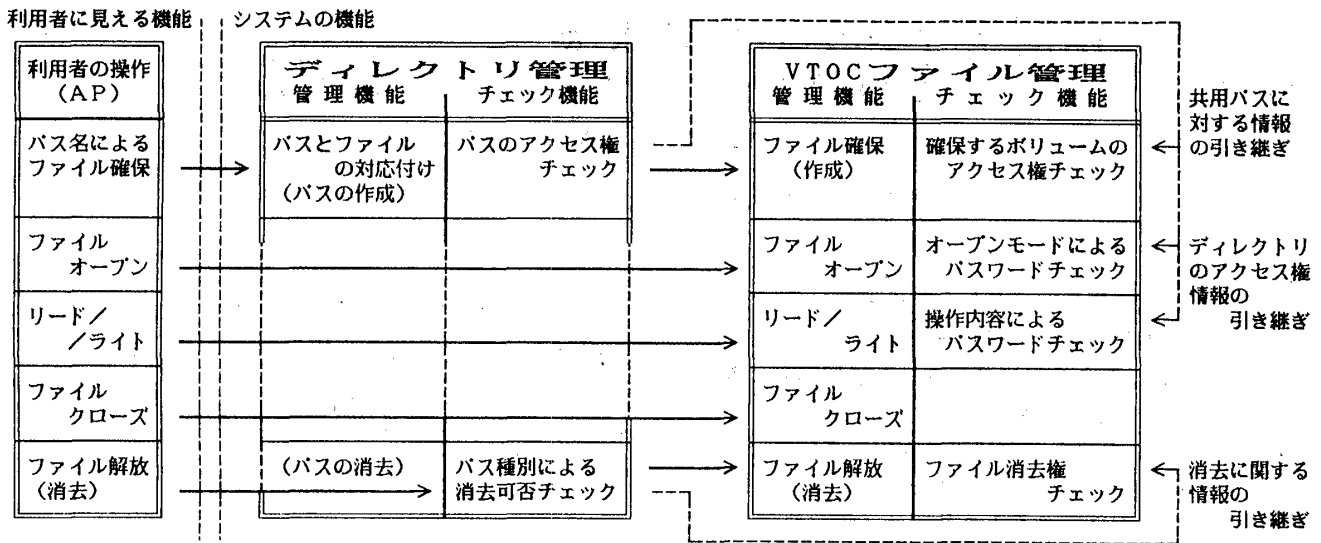 利用者に見える機能
システムの機能
利用者の操作
(AP)
パス名による
ファイル確保
ファイル
オープン
リード/
/ライト
ファイル
クローズ
ファイル解放
(消去)
ディレクトリ管理
管理機能
チェック機能
パスとファイル
の対応付け
(パスの作成)
パスのアクセス権
チェック
(パスの消去)
パス種別による
消去可否チェック
VTOCファイル管理
管理機能
チェック機能
ファイル確保
(作成)
確保するボリュームの
アクセス権チェック
ファイル
オープン
オープンモードによる
パスワードチェック
リード/
ライト
操作内容による
パスワードチェック
ファイル
クローズ
ファイル解放
(消去)
ファイル消去権
チェック
共用パスに
対する情報
の引き継ぎ
ディレクトリ
のアクセス権
情報の
引き継ぎ
消去に関する
情報の
引き継ぎ